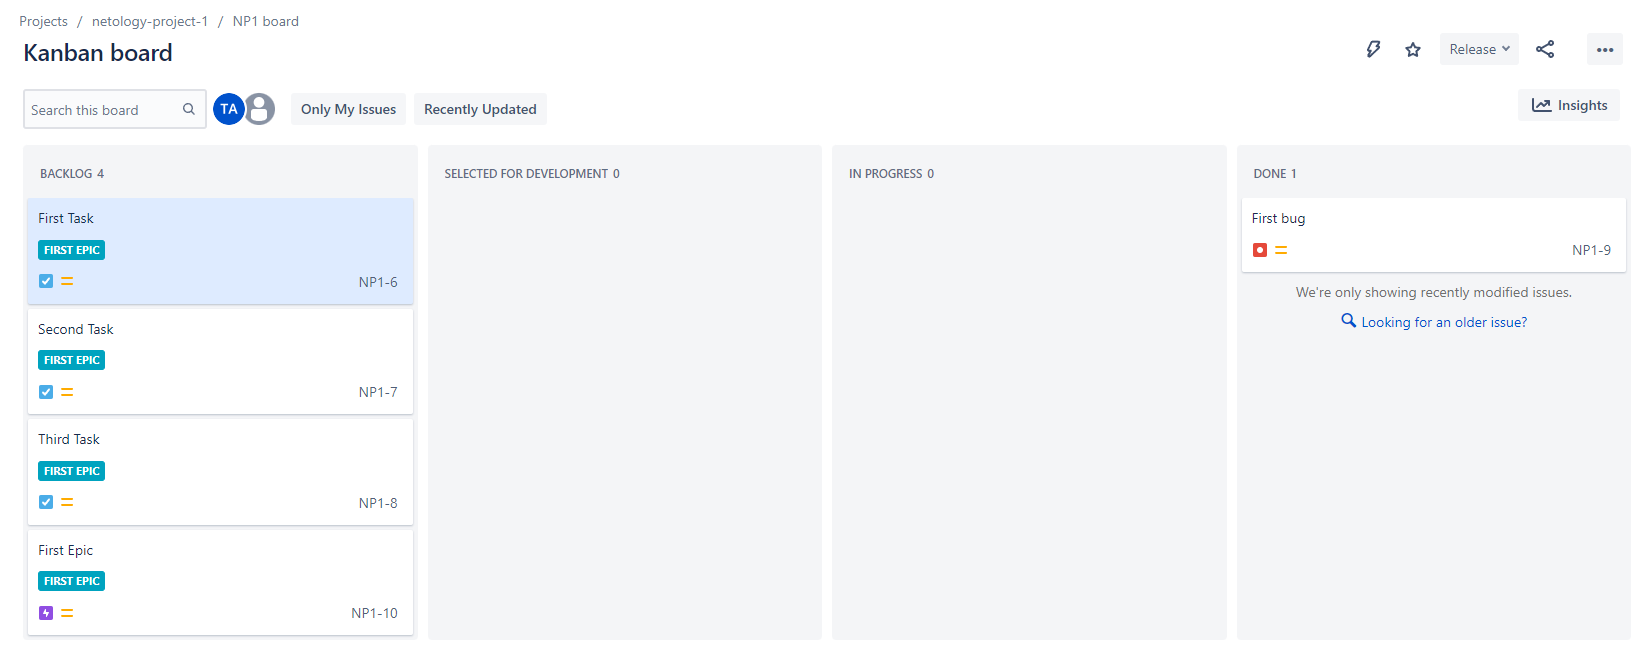 Projects / netology-project-1 / NP1 board
Kanban board
Release
Search this board
TA
Only My Issues
Recently Updated
Insights
BACKLOG 4
First Task
FIRST EPIC
NP1-6
Second Task
FIRST EPIC
NP1-7
Third Task
FIRST EPIC
NP1-8
First Epic
FIRST EPIC
NP1-10
SELECTED FOR DEVELOPMENT 0
IN PROGRESS 0
DONE 1
First bug
NP1-9
We're only showing recently modified issues.
Looking for an older issue?